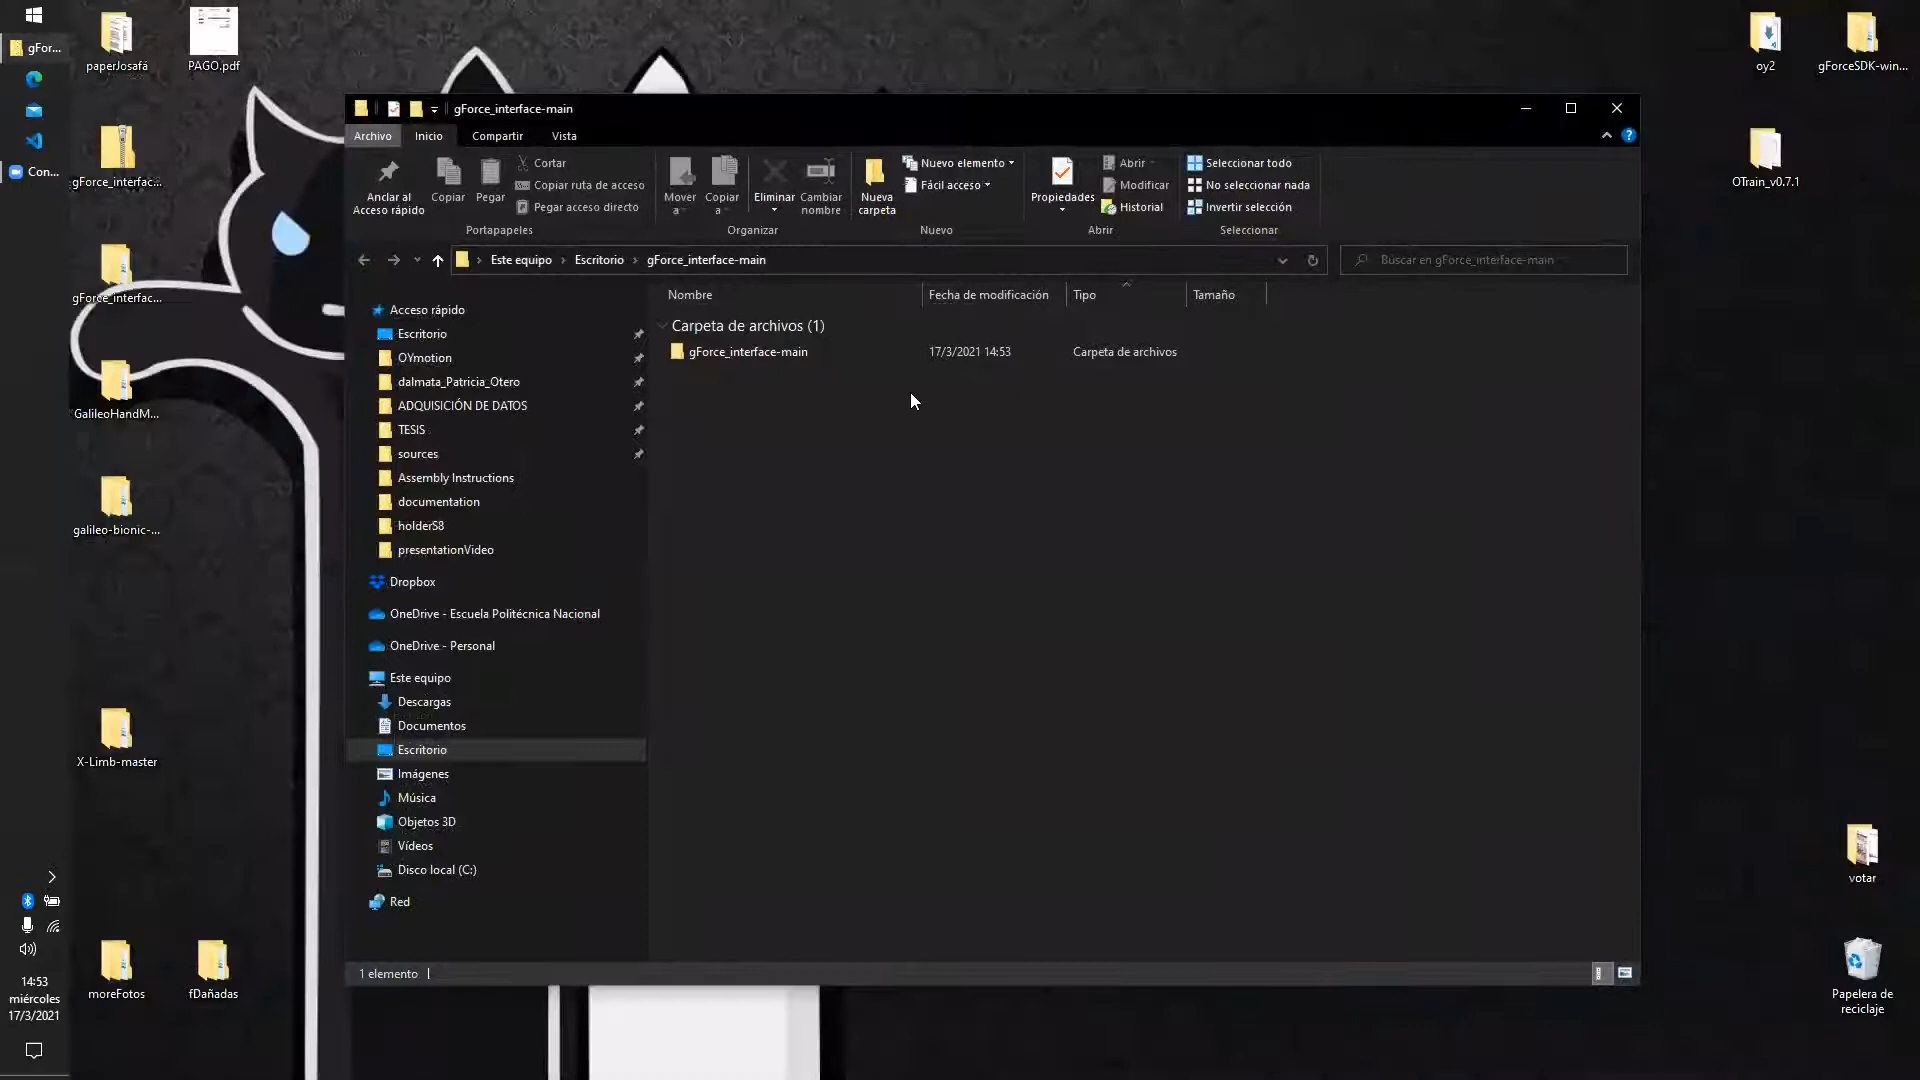 gFor...
Con...
14:53
miércoles
17/3/2021
paperJosafá
PAGO.pdf
gForce_interfac...
gForce_interfac...
GalileoHandM...
galileo-bionic-...
X-Limb-master
moreFotos
fDañadas
gForce_interface-main
Archivo
Inicio
Compartir
Vista
Anclar al
Acceso rápido
Copiar
Pegar
Cortar
Copiar ruta de acceso
Pegar acceso directo
Portapapeles
Mover
a
Copiar
a
Eliminar
Cambiar
nombre
Organizar
Nueva
carpeta
Nuevo elemento
Fácil acceso
Nuevo
Propiedades
Abrir
Modificar
Historial
Abrir
Seleccionar todo
No seleccionar nada
Invertir selección
Seleccionar
Este equipo > Escritorio > gForce_interface-main
Buscar en gForce_interface-main
Acceso rápido
Escritorio
OYmotion
dalmata_Patricia_Otero
ADQUISICIÓN DE DATOS
TESIS
sources
Assembly Instructions
documentation
holderS8
presentationVideo
Dropbox
OneDrive - Escuela Politécnica Nacional
OneDrive - Personal
Este equipo
Descargas
Documentos
Escritorio
Imágenes
Música
Objetos 3D
Vídeos
Disco local (C:)
Red
Nombre Fecha de modificación Tipo Tamaño
Carpeta de archivos (1)
gForce_interface-main 17/3/2021 14:53 Carpeta de archivos
1 elemento
oy2
gForceSDK-win...
OTrain_v0.7.1
votar
Papelera de
reciclaje